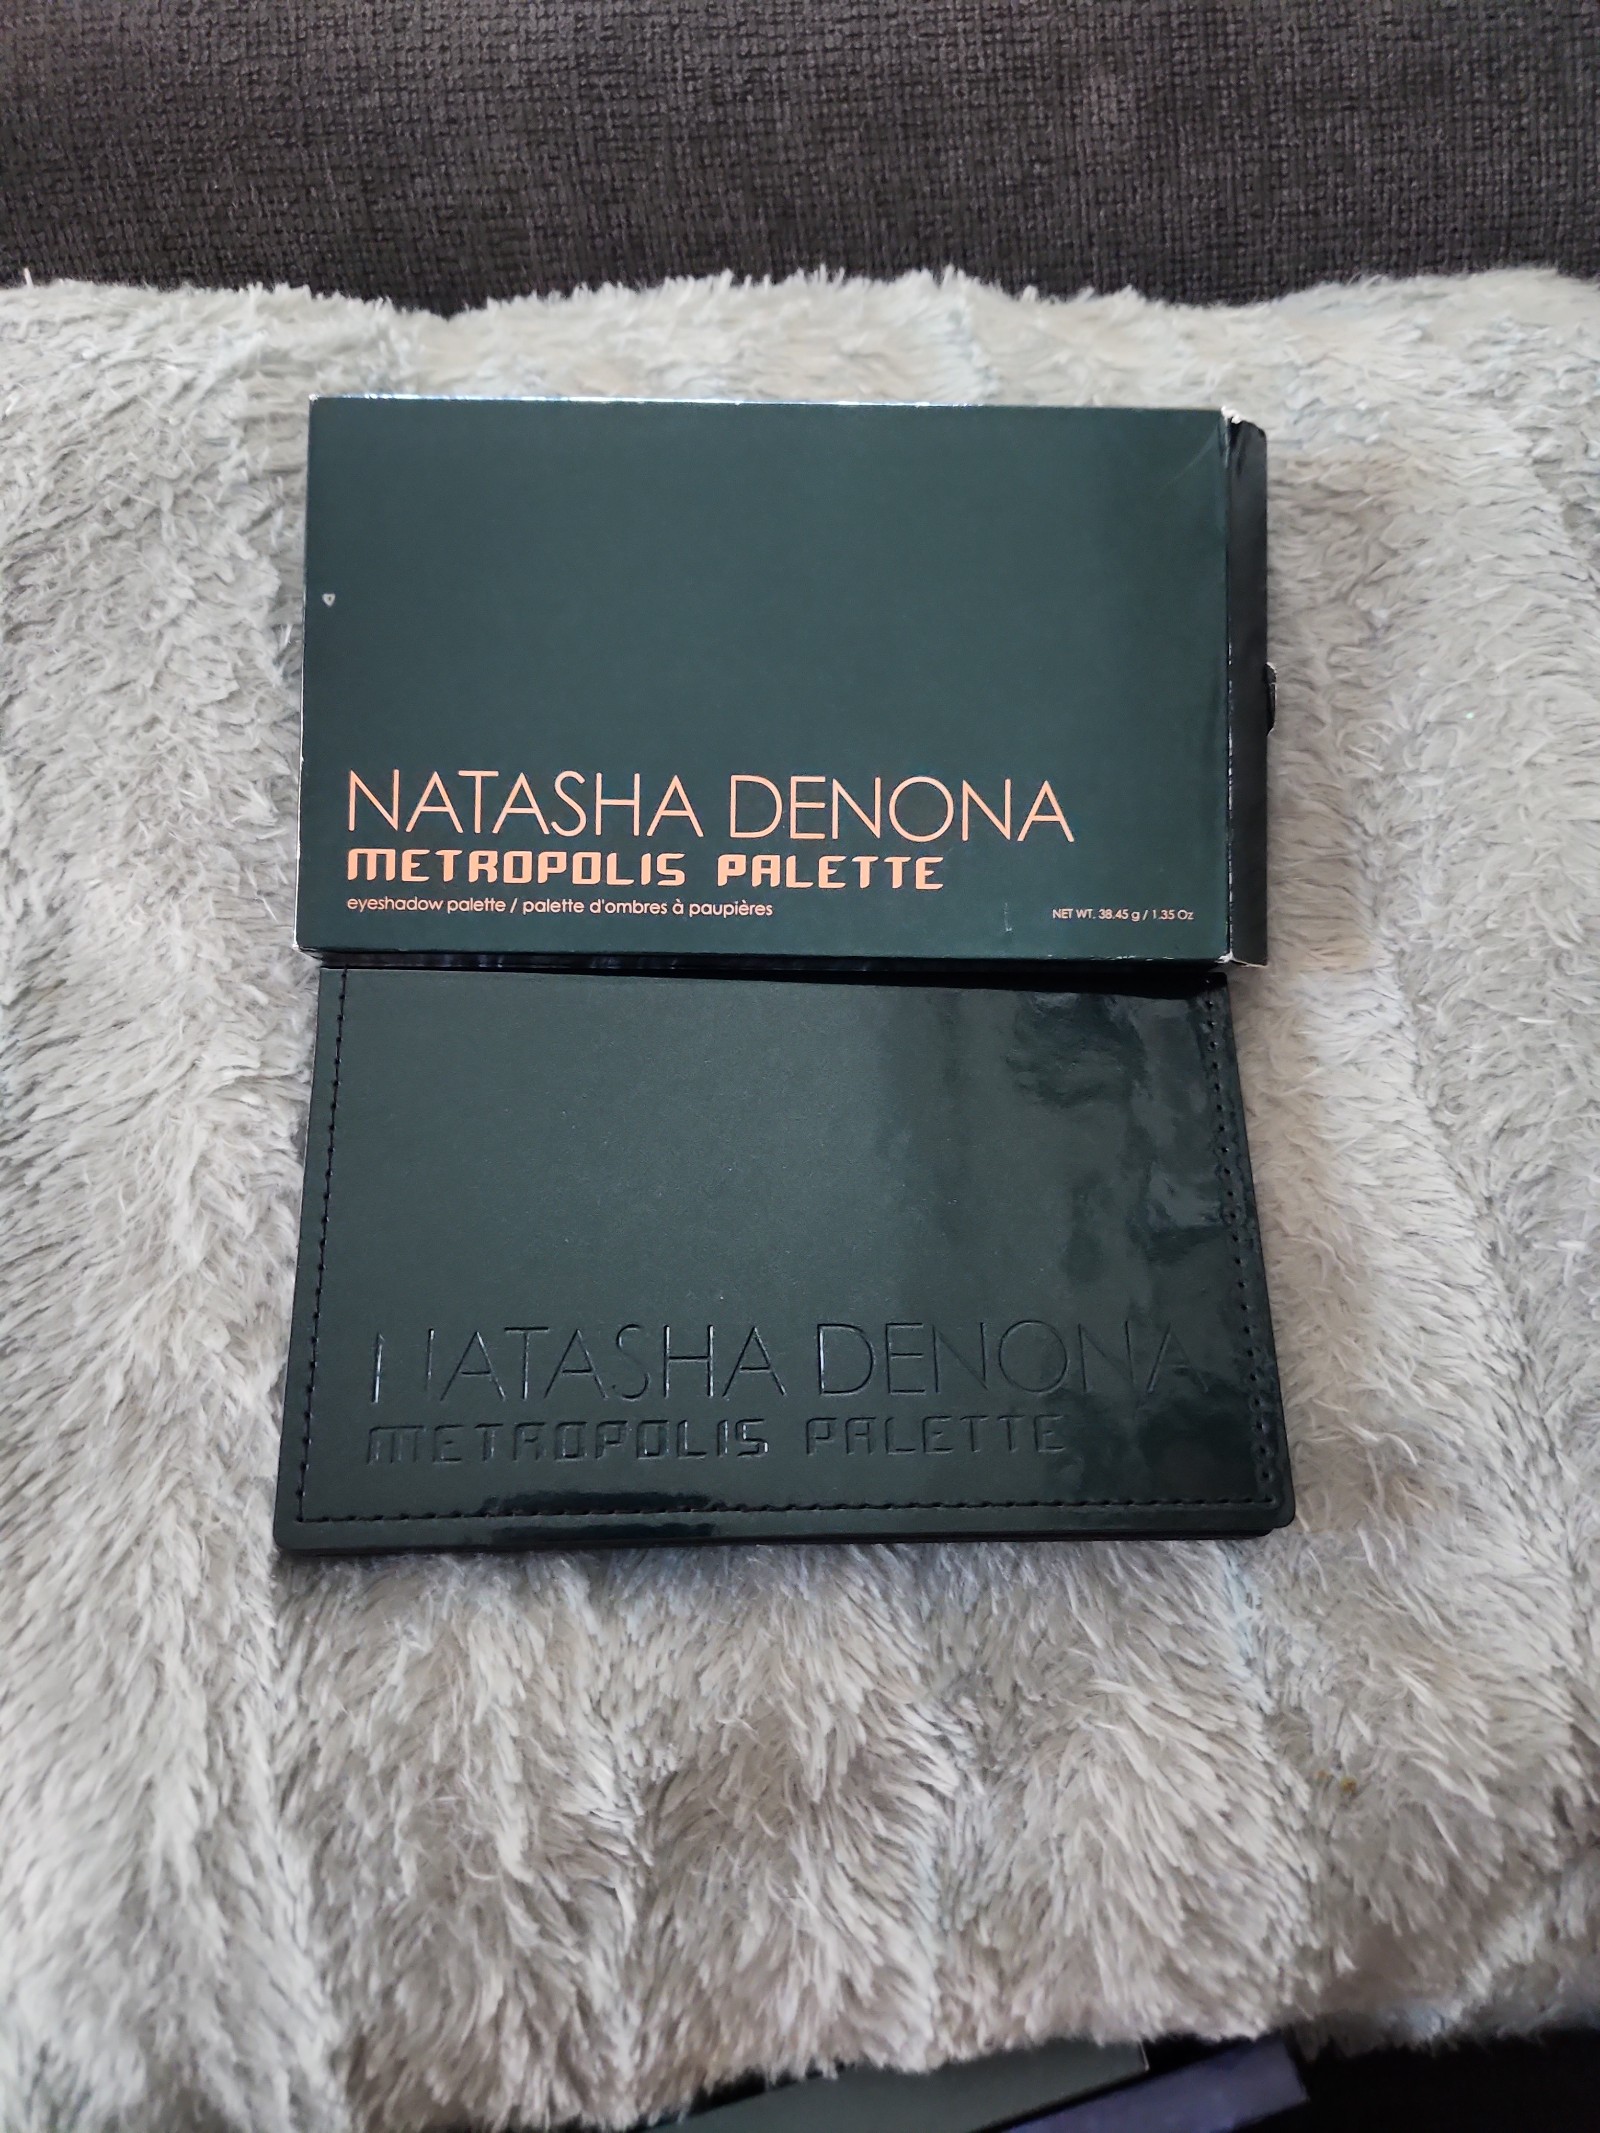 NATASHA DENONA
METROPOLIS PALETTE
eyeshadow palette / palette d'ombres à paupières
NET WT. 38.45 g / 1.35 Oz
NATASHA DENONA
METROPOLIS PALETTE